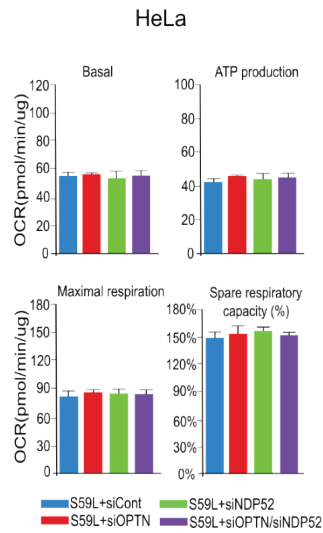 HeLa
Basal
OCR(pmol/min/ug)
120
100
80
60
40
20
0
ATP production
100
80
60
40
20
0
Maximal respiration
OCR(pmol/min/ug)
180
150
120
90
60
30
0
Spare respiratory
capacity (%)
180%
150%
120%
90%
60%
30%
0%
S59L+siCont
S59L+siNDP52
S59L+siOPTN
S59L+siOPTN/siNDP52